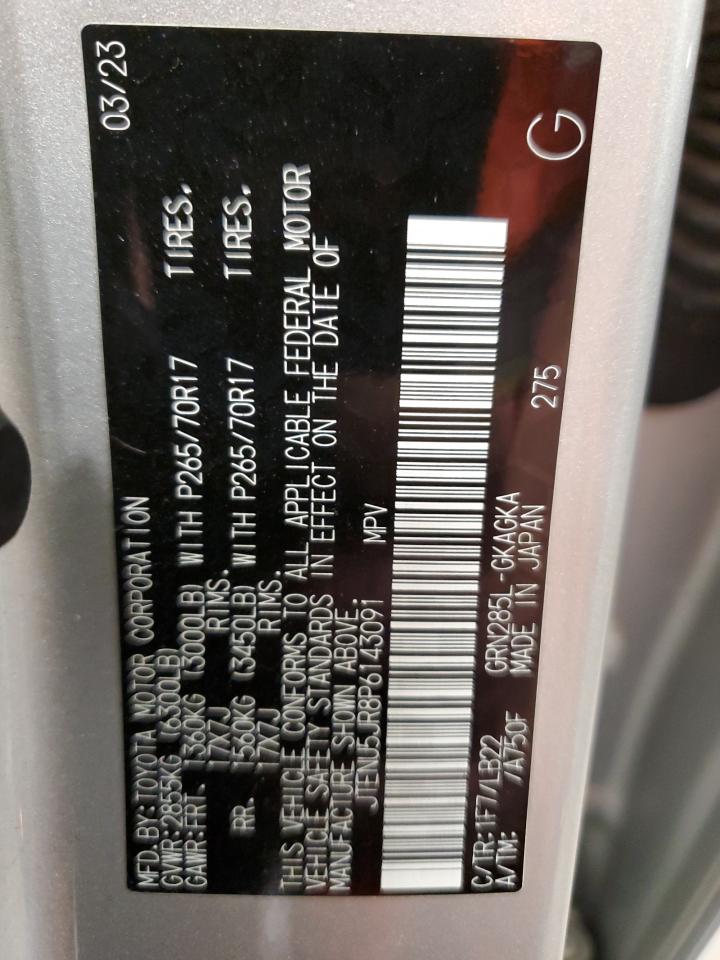 MFD.BY:TOYOTA MOTOR CORPORATION 03/23
GVWR:2855KG (6300LB)
GAWR:FRT. 1360KG (3000LB) WITH P265/70R17 TIRES,
17X7J RIMS.
RR. 1560KG (3450LB) WITH P265/70R17 TIRES,
17X7J RIMS.
THIS VEHICLE CONFORMS TO ALL APPLICABLE FEDERAL MOTOR
VEHICLE SAFETY STANDARDS IN EFFECT ON THE DATE OF
MANUFACTURE SHOWN ABOVE.
JTENU5JR8P6143091 MPV
C/TR:1F7/LB22 GRN285L-GKAGKA 275 G
A/TM: /A750F MADE IN JAPAN